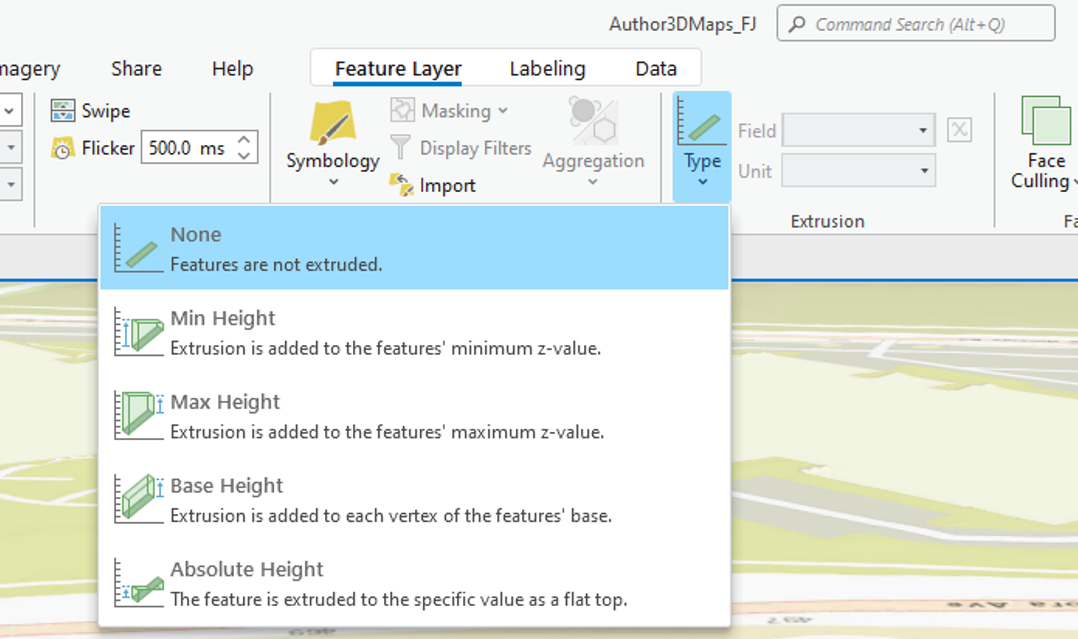 Author3DMaps_FJ
Command Search (Alt+Q)
magery
Share
Help
Feature Layer
Labeling
Data
Swipe
Flicker
500.0 ms
Symbology
Masking
Display Filters
Import
Aggregation
Type
Field
Unit
Extrusion
Face
Culling
Fa
None
Features are not extruded.
Min Height
Extrusion is added to the features' minimum z-value.
Max Height
Extrusion is added to the features' maximum z-value.
Base Height
Extrusion is added to each vertex of the features' base.
Absolute Height
The feature is extruded to the specific value as a flat top.
ora Ave